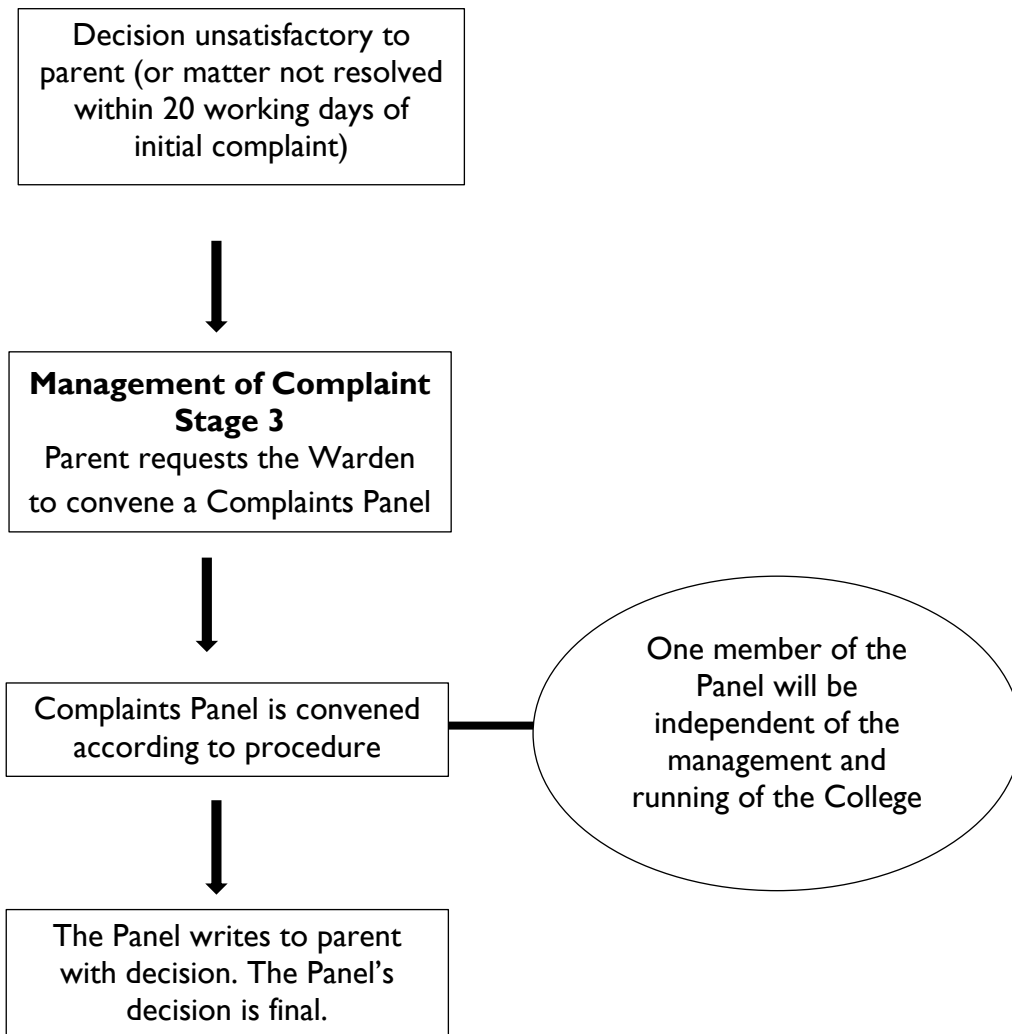 Decision unsatisfactory to
parent (or matter not resolved
within 20 working days of
initial complaint)
Management of Complaint
Stage 3
Parent requests the Warden
to convene a Complaints Panel
Complaints Panel is convened
according to procedure
One member of the
Panel will be
independent of the
management and
running of the College
The Panel writes to parent
with decision. The Panel’s
decision is final.